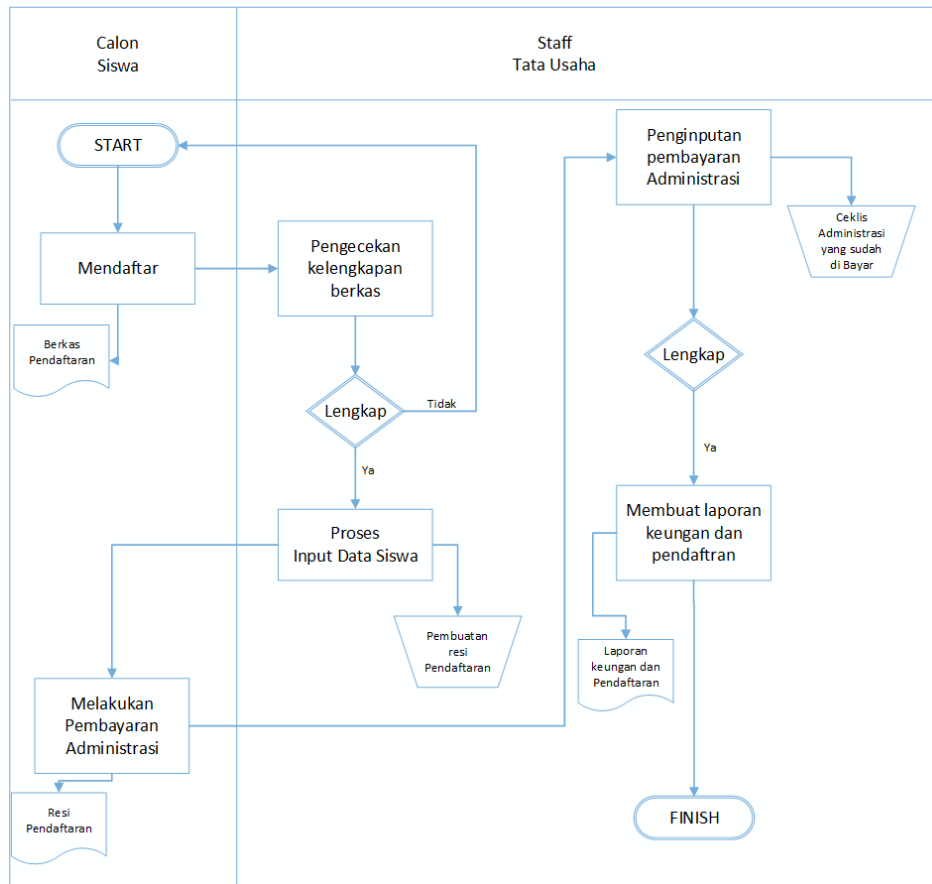 Calon
Siswa
Staff
Tata Usaha
START
Mendaftar
Berkas
Pendaftaran
Pengecekan
kelengkapan
berkas
Lengkap
Tidak
Ya
Proses
Input Data Siswa
Pembuatan
resi
Pendaftaran
Melakukan
Pembayaran
Administrasi
Resi
Pendaftaran
Penginputan
pembayaran
Administrasi
Ceklis
Administrasi
yang sudah
di Bayar
Lengkap
Ya
Membuat laporan
keungan dan
pendaftran
Laporan
keungan dan
Pendaftaran
FINISH